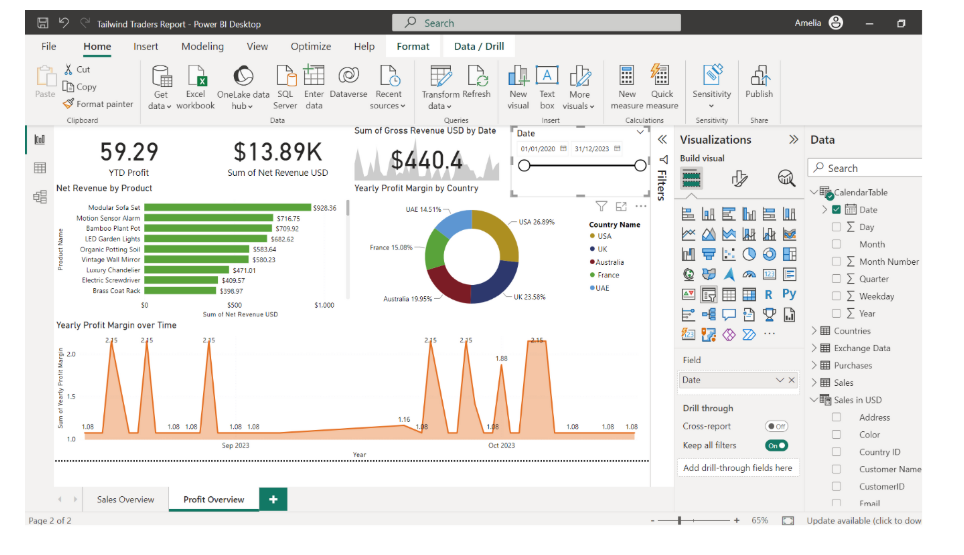 Tailwind Traders Report - Power BI Desktop
Search
Amelia
File Home Insert Modeling View Optimize Help Format Data / Drill
Paste
Cut
Copy
Format painter
Clipboard
Get data
Excel workbook
OneLake data hub
SQL Server
Enter data
Dataverse
Recent sources
Data
Transform data
Refresh
Queries
New visual
Text box
More visuals
Insert
New measure
Quick measure
Calculations
Sensitivity
Sensitivity
Publish
Share
59.29
YTD Profit
$13.89K
Sum of Net Revenue USD
Sum of Gross Revenue USD by Date
$440.4
Date
01/01/2020 31/12/2023
Net Revenue by Product
Product Name
Modular Sofa Set $928.36
Motion Sensor Alarm $716.75
Bamboo Plant Pot $709.92
LED Garden Lights $682.62
Organic Potting Soil $583.64
Vintage Wall Mirror $580.23
Luxury Chandelier $471.01
Electric Screwdriver $409.57
Brass Coat Rack $398.97
$0 $500 $1.000
Sum of Net Revenue USD
Yearly Profit Margin by Country
UAE 14.51%
USA 26.89%
France 15.08%
Australia 19.95%
UK 23.58%
Country Name
USA
UK
Australia
France
UAE
Yearly Profit Margin over Time
Sum of Yearly Profit Margin
2.0
1.5
1.0
2.15 2.15 2.15 2.15 2.15 2.15
1.88
1.16
1.08 1.08 1.08 1.08 1.08 1.08 1.08 1.08 1.08
Sep 2023 Oct 2023
Year
Filters
Visualizations
Build visual
R Py
Field
Date
Drill through
Cross-report Off
Keep all filters On
Add drill-through fields here
Data
Search
CalendarTable
Date
Day
Month
Month Number
Quarter
Weekday
Year
Countries
Exchange Data
Purchases
Sales
Sales in USD
Address
Color
Country ID
Customer Name
CustomerID
Email
Sales Overview Profit Overview +
Page 2 of 2
- + 65%
Update available (click to dow